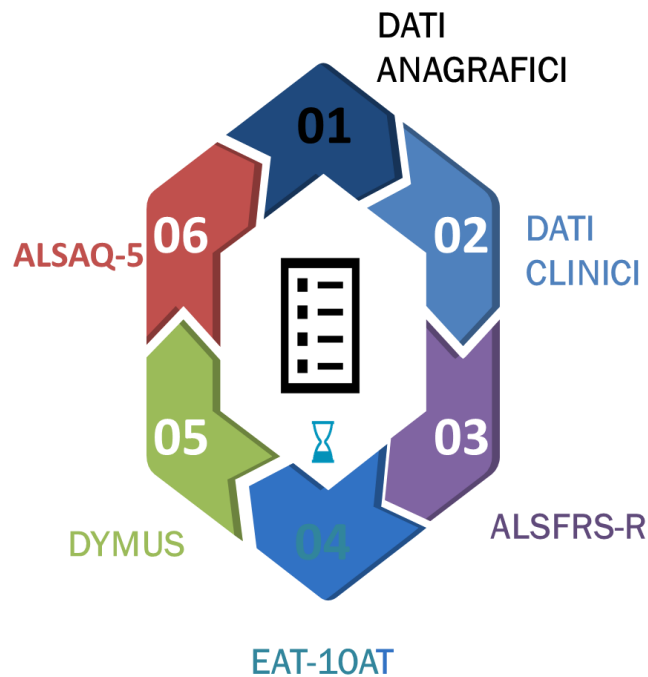 DATI
ANAGRAFICI
01
02
DATI
CLINICI
03
ALSFRS-R
04
EAT-10AT
05
DYMUS
06
ALSAQ-5